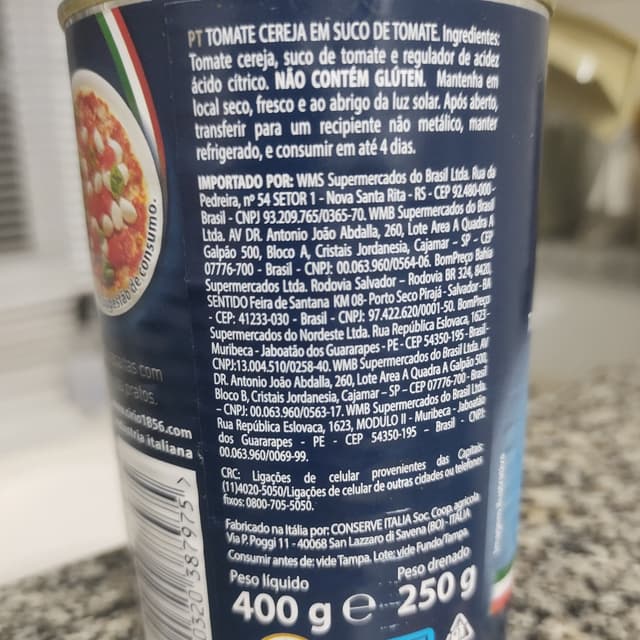 PT TOMATE CEREJA EM SUCO DE TOMATE. Ingredientes:
Tomate cereja, suco de tomate e regulador de acidez
ácido cítrico. NÃO CONTÉM GLÚTEN. Mantenha em
local seco, fresco e ao abrigo da luz solar. Após aberto,
transferir para um recipiente não metálico, manter
refrigerado, e consumir em até 4 dias.
IMPORTADO POR: WMS Supermercados do Brasil Ltda. Rua da
Pedreira, nº 54 SETOR 1 - Nova Santa Rita - RS - CEP 92.480-000 -
Brasil - CNPJ 93.209.765/0365-70. WMB Supermercados do Brasil
Ltda. AV DR. Antonio João Abdalla, 260, Lote Area A Quadra A
Galpão 500, Bloco A, Cristais Jordanesia, Cajamar – SP – CEP
07776-700 - Brasil - CNPJ: 00.063.960/0564-06. BomPreço Bahia
Supermercados Ltda. Rodovia Salvador – Rodovia BR 324, 8420,
SENTIDO Feira de Santana KM 08- Porto Seco Pirajá - Salvador - BA
- CEP: 41233-030 - Brasil - CNPJ: 97.422.620/0001-50. BomPreço
Supermercados do Nordeste Ltda. Rua República Eslovaca, 1623 -
Muribeca - Jaboatão dos Guararapes - PE - CEP 54350-195 - Brasil -
CNPJ:13.004.510/0258-40. WMB Supermercados do Brasil Ltda. AV
DR. Antonio João Abdalla, 260, Lote Area A Quadra A Galpão 500,
Bloco B, Cristais Jordanesia, Cajamar – SP - CEP 07776-700 - Brasil
– CNPJ: 00.063.960/0563-17. WMB Supermercados do Brasil Ltda.
Rua República Eslovaca, 1623, MODULO II - Muribeca - Jaboatão
dos Guararapes - PE - CEP 54350-195 – Brasil - CNPJ:
00.063.960/0069-99.
CRC: Ligações de celular provenientes das Capitais:
(11)4020-5050/Ligações de celular de outras cidades ou telefones
fixos: 0800-705-5050.
Fabricado na Itália por: CONSERVE ITALIA Soc. Coop. agricola
Via P. Poggi 11 - 40068 San Lazzaro di Savena (BO) - ITALIA
Consumir antes de: vide Tampa. Lote: vide Fundo/Tampa.
Peso líquido
400 g e
Peso drenado
250 g
de consumo.
com
pratos.
1856.com
italiana
0320 387975